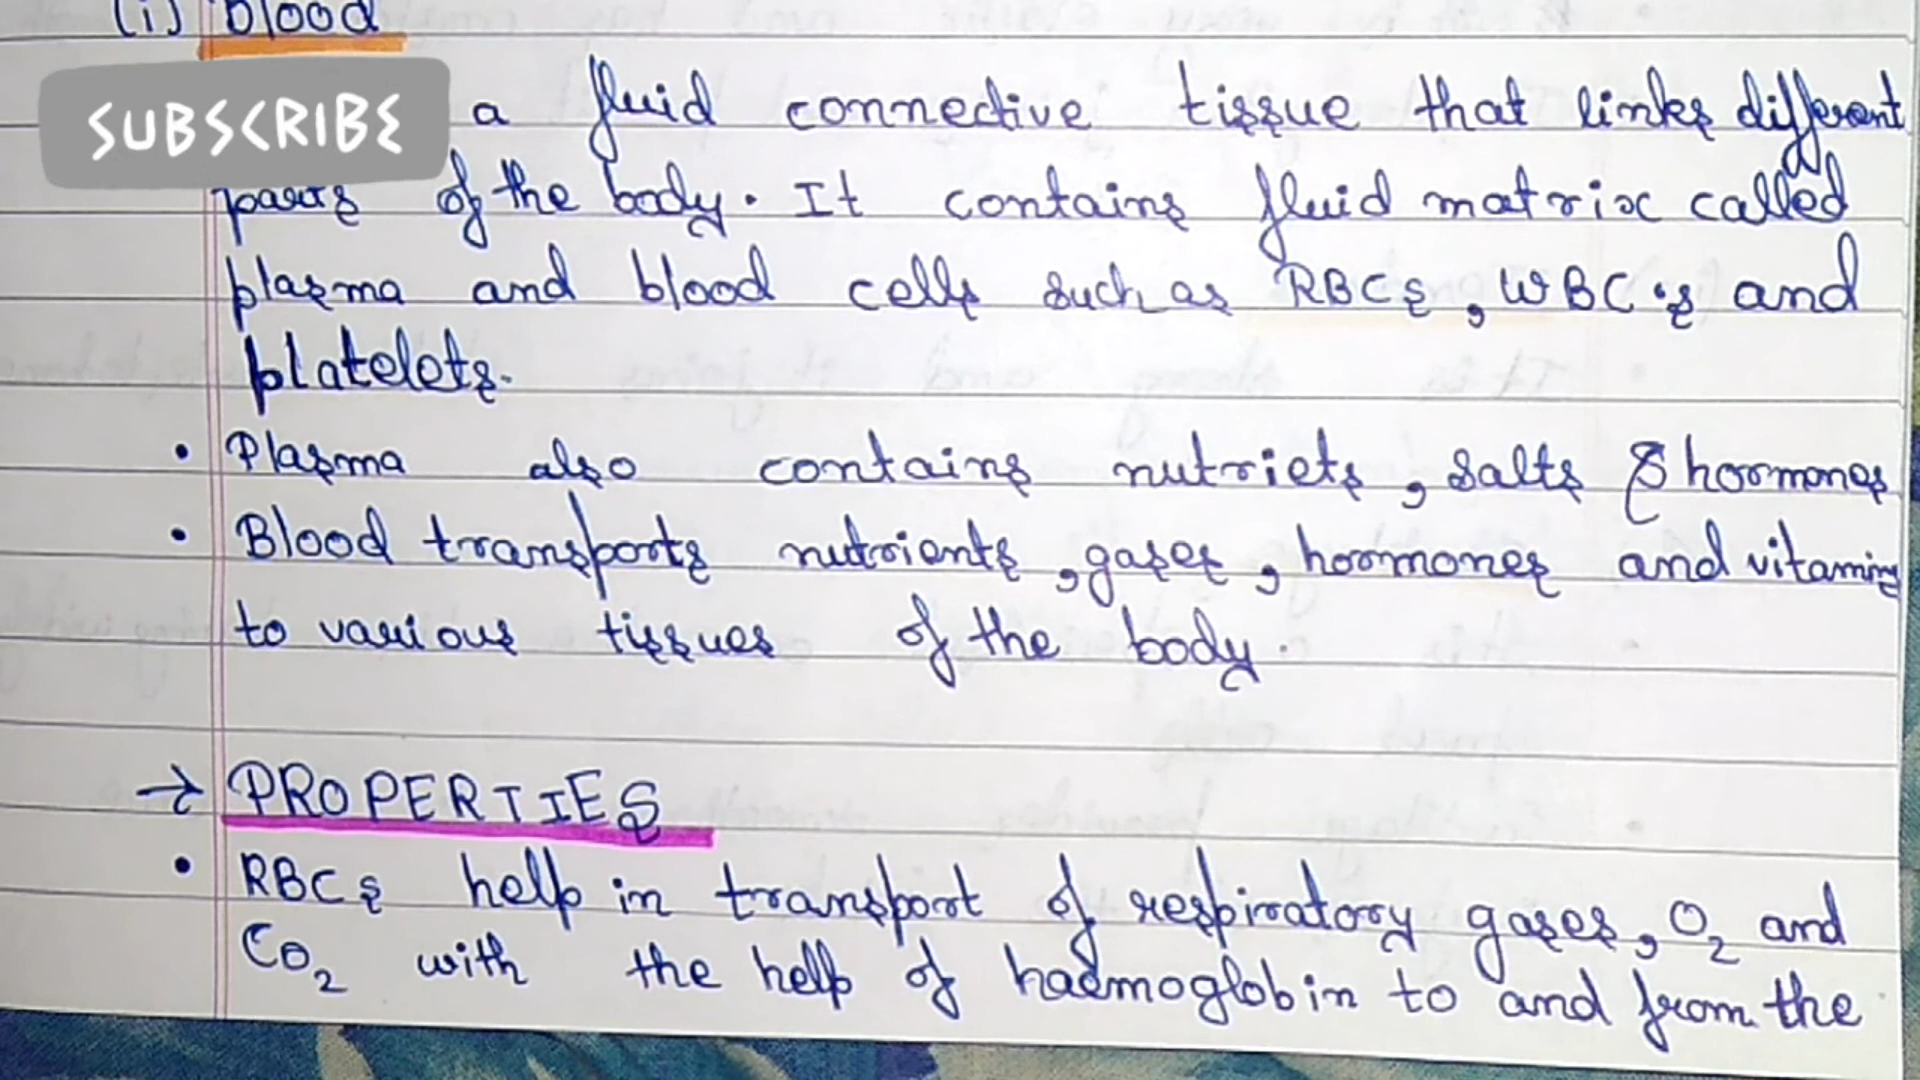 (i) Blood
SUBSCRIBE
a fluid connective tissue that links different
parts of the body. It contains fluid matrix called
plasma and blood cells such as RBCs, WBC's and
platelets.
• Plasma also contains nutriets, salts & hormones
• Blood transports nutrients, gases, hormones and vitamins
to various tissues of the body.
→ PROPERTIES
• RBCs help in transport of respiratory gases, O₂ and
CO₂ with the help of haemoglobin to and from the